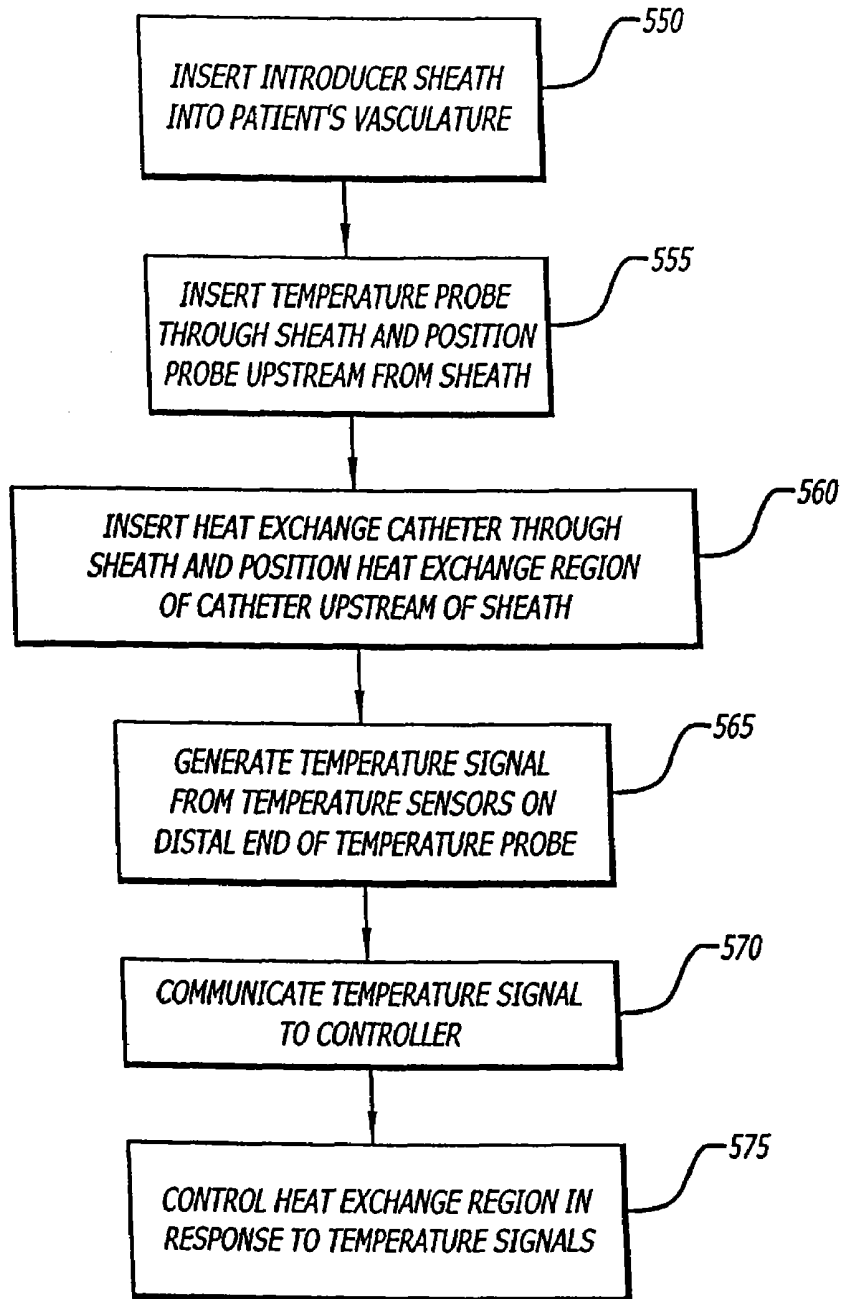 550
INSERT INTRODUCER SHEATH
INTO PATIENT'S VASCULATURE
555
INSERT TEMPERATURE PROBE
THROUGH SHEATH AND POSITION
PROBE UPSTREAM FROM SHEATH
560
INSERT HEAT EXCHANGE CATHETER THROUGH
SHEATH AND POSITION HEAT EXCHANGE REGION
OF CATHETER UPSTREAM OF SHEATH
565
GENERATE TEMPERATURE SIGNAL
FROM TEMPERATURE SENSORS ON
DISTAL END OF TEMPERATURE PROBE
570
COMMUNICATE TEMPERATURE SIGNAL
TO CONTROLLER
575
CONTROL HEAT EXCHANGE REGION IN
RESPONSE TO TEMPERATURE SIGNALS